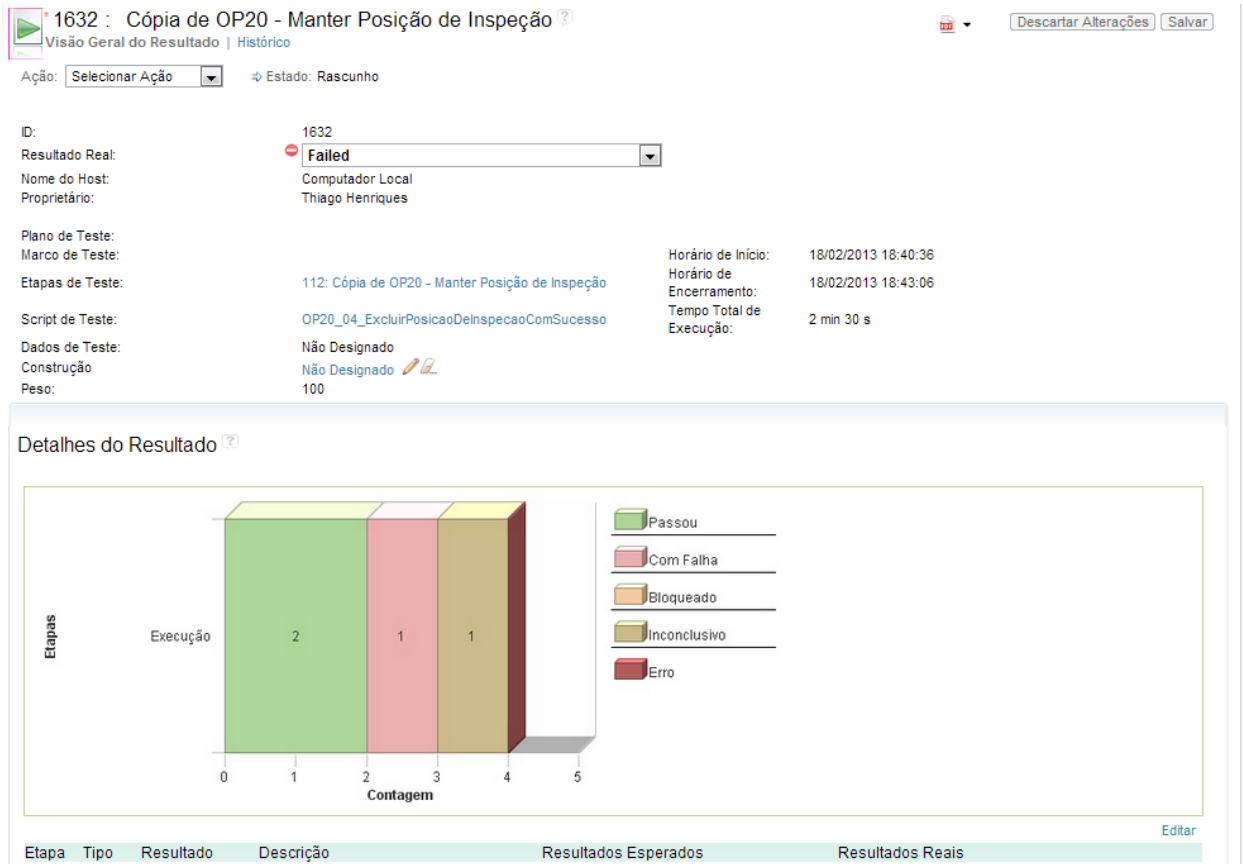 * 1632 : Cópia de OP20 - Manter Posição de Inspeção ?
Descartar Alterações Salvar
Visão Geral do Resultado | Histórico
Ação: Selecionar Ação Estado: Rascunho
ID: 1632
Resultado Real: Failed
Nome do Host: Computador Local
Proprietário: Thiago Henriques
Plano de Teste:
Marco de Teste: Horário de Início: 18/02/2013 18:40:36
Etapas de Teste: 112: Cópia de OP20 - Manter Posição de Inspeção Horário de Encerramento: 18/02/2013 18:43:06
Script de Teste: OP20_04_ExcluirPosicaoDeInspecaoComSucesso Tempo Total de Execução: 2 min 30 s
Dados de Teste: Não Designado
Construção Não Designado
Peso: 100
Detalhes do Resultado ?
Etapas
Execução
2 1 1
0 1 2 3 4 5
Contagem
Passou
Com Falha
Bloqueado
Inconclusivo
Erro
Editar
Etapa Tipo Resultado Descrição Resultados Esperados Resultados Reais